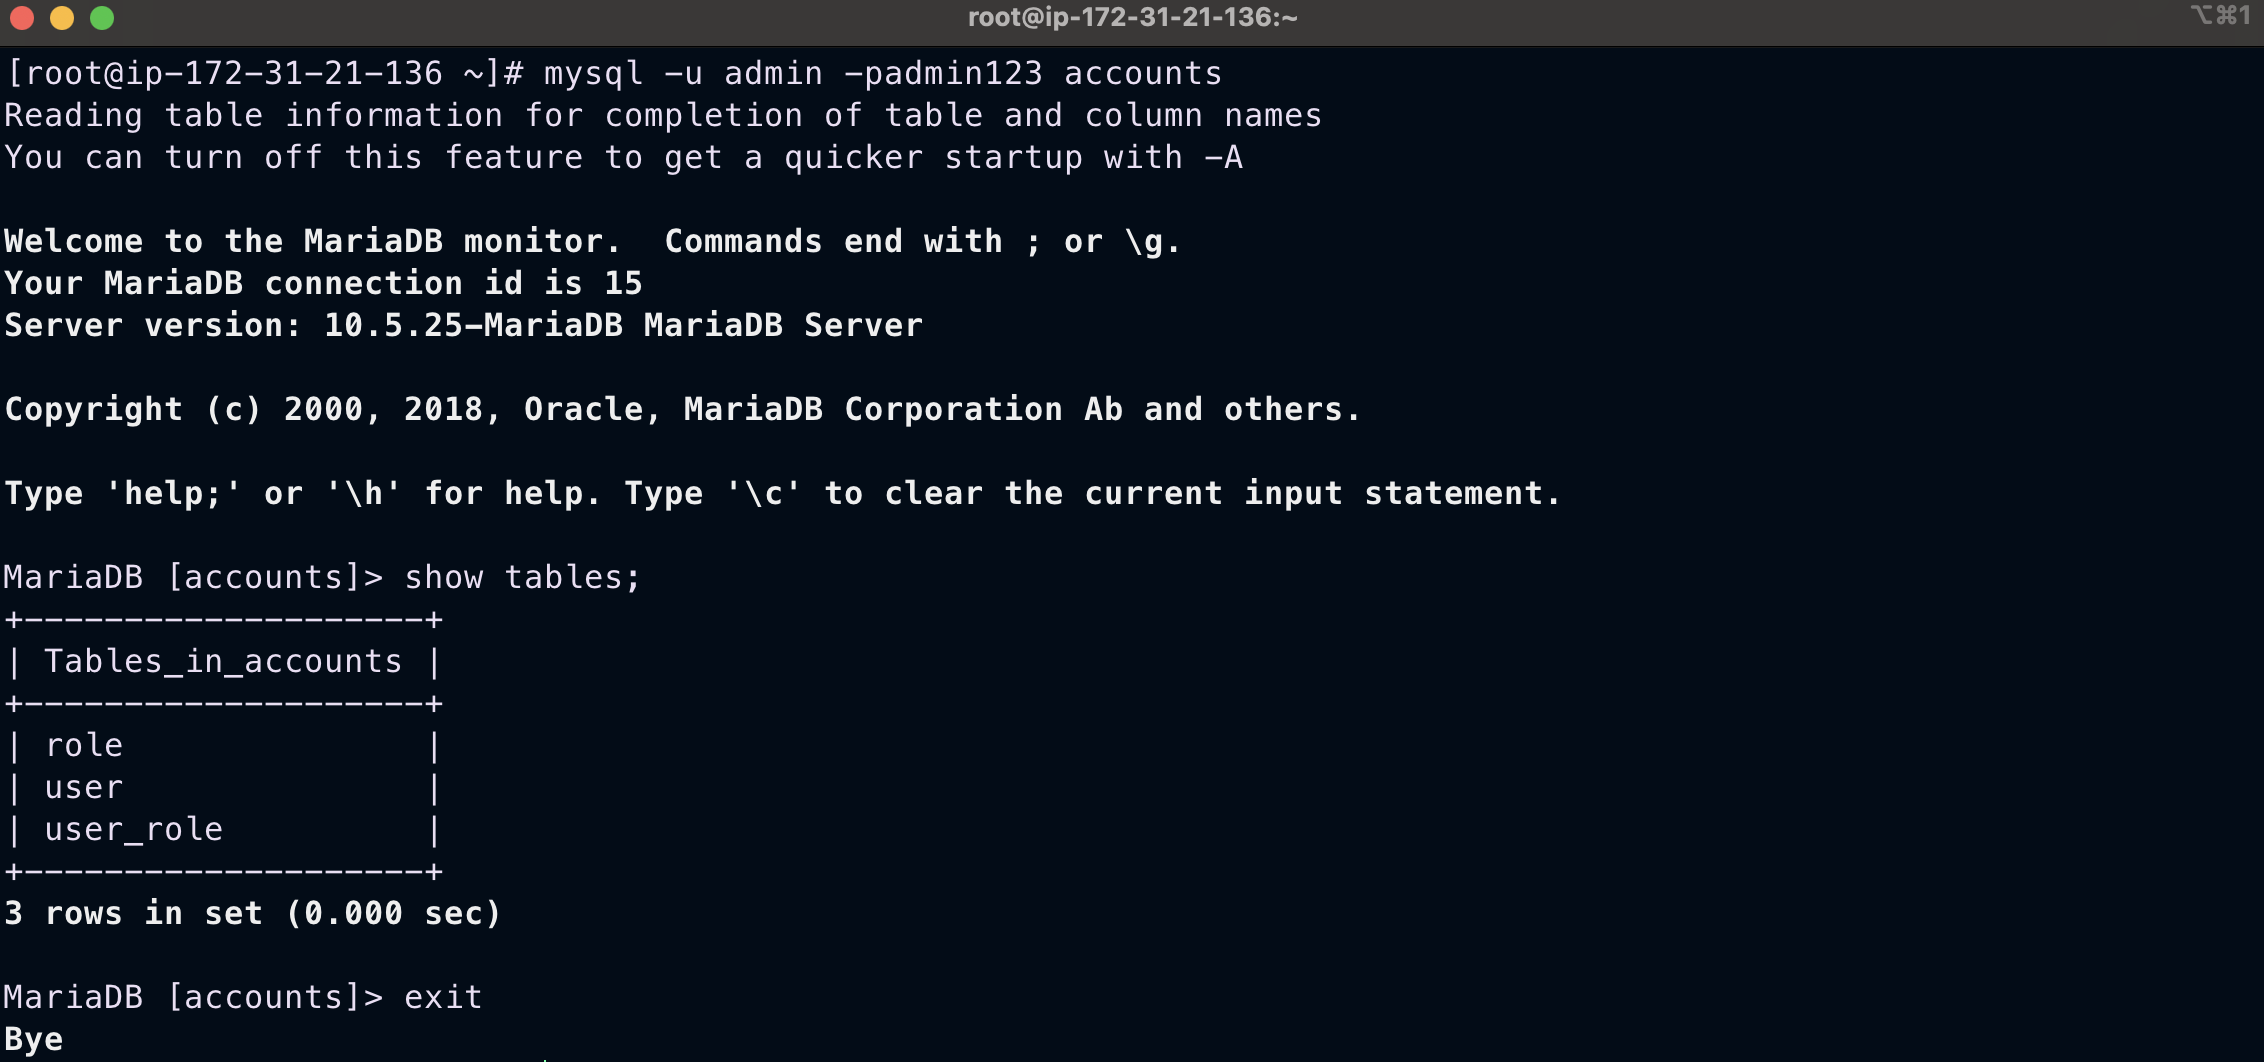 root@ip-172-31-21-136:~
⌥⌘1
[root@ip-172-31-21-136 ~]# mysql -u admin -padmin123 accounts
Reading table information for completion of table and column names
You can turn off this feature to get a quicker startup with -A
Welcome to the MariaDB monitor.  Commands end with ; or \g.
Your MariaDB connection id is 15
Server version: 10.5.25-MariaDB MariaDB Server
Copyright (c) 2000, 2018, Oracle, MariaDB Corporation Ab and others.
Type 'help;' or '\h' for help. Type '\c' to clear the current input statement.
MariaDB [accounts]> show tables;
+--------------------+
| Tables_in_accounts |
+--------------------+
| role               |
| user               |
| user_role          |
+--------------------+
3 rows in set (0.000 sec)
MariaDB [accounts]> exit
Bye